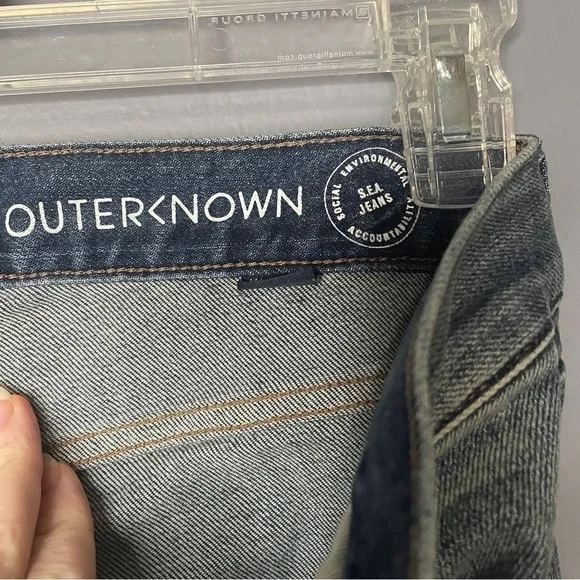 MAINETTI GROUP
www.mainettigroup.com
OUTERKNOWN
SOCIAL ENVIRONMENTAL ACCOUNTABILITY
S.E.A.
JEANS